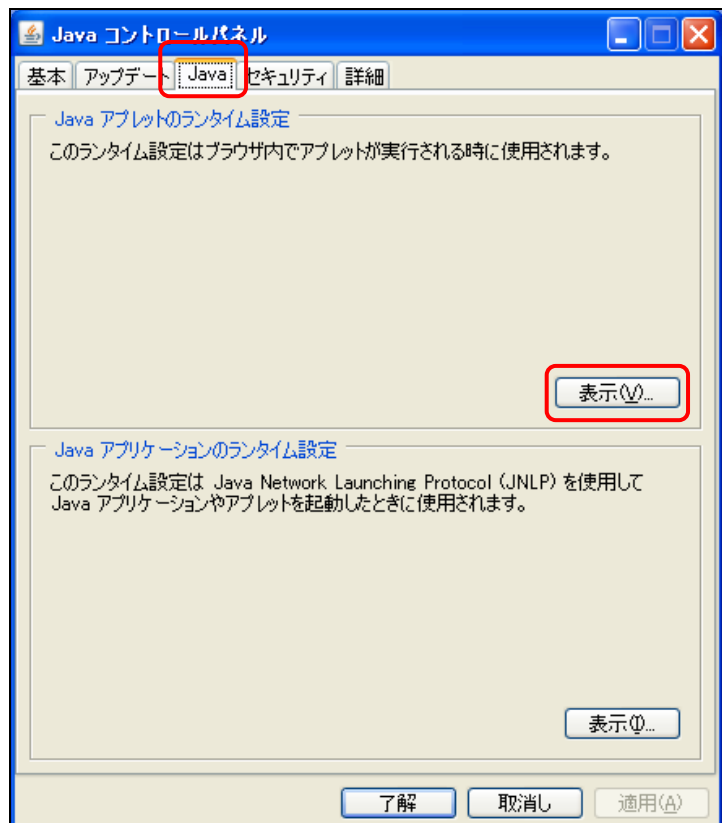 Java コントロールパネル
基本 アップデート Java セキュリティ 詳細
Java アプレットのランタイム設定
このランタイム設定はブラウザ内でアプレットが実行される時に使用されます。
表示(V)...
Java アプリケーションのランタイム設定
このランタイム設定は Java Network Launching Protocol (JNLP) を使用して
Java アプリケーションやアプレットを起動したときに使用されます。
表示(I)...
了解 取消し 適用(A)